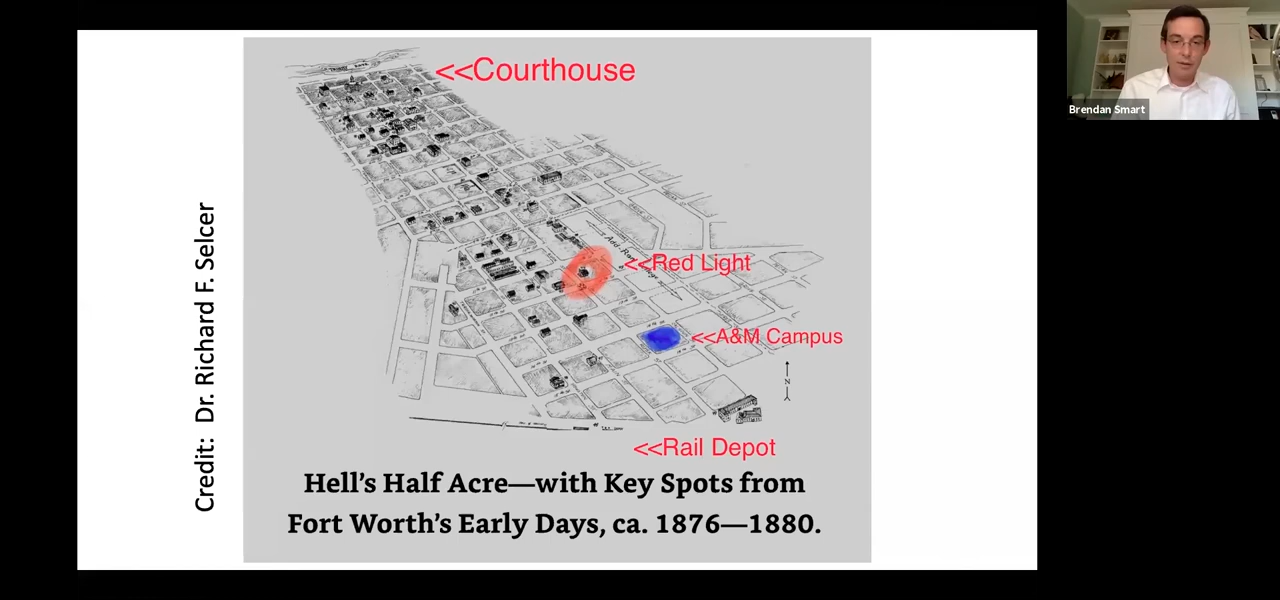 <<Courthouse
<<Red Light
<<A&M Campus
N
<<Rail Depot
Hell's Half Acre—with Key Spots from
Fort Worth's Early Days, ca. 1876—1880.
Credit: Dr. Richard F. Selcer
Brendan Smart